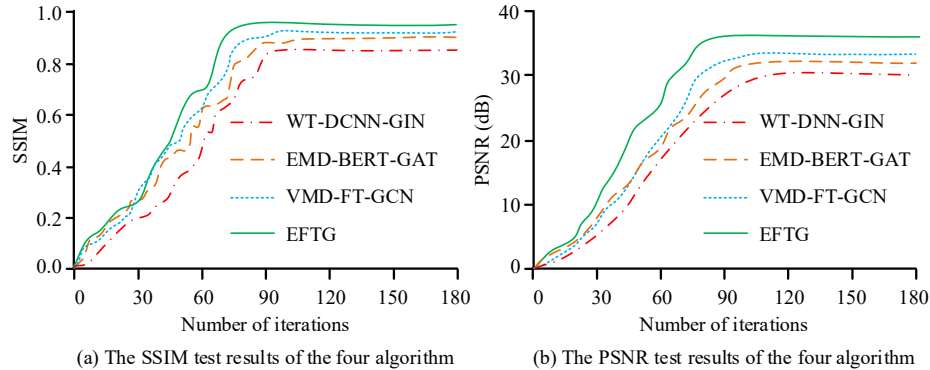 1.0
0.8
0.6
0.4
0.2
0.0
SSIM
WT-DCNN-GIN
EMD-BERT-GAT
VMD-FT-GCN
EFTG
0 30 60 90 120 150 180
Number of iterations
(a) The SSIM test results of the four algorithm
40
30
20
10
0
PSNR (dB)
WT-DNN-GIN
EMD-BERT-GAT
VMD-FT-GCN
EFTG
0 30 60 90 120 150 180
Number of iterations
(b) The PSNR test results of the four algorithm